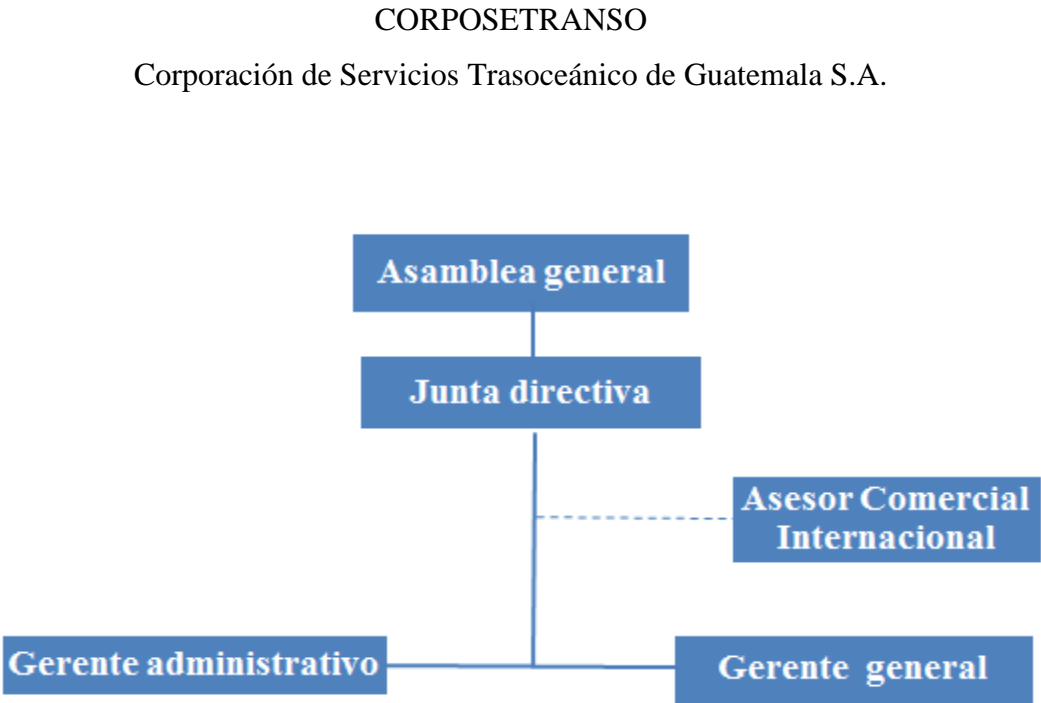 CORPOSETRANSO
Corporación de Servicios Trasoceánico de Guatemala S.A.
Asamblea general
Junta directiva
Asesor Comercial
Internacional
Gerente administrativo
Gerente general